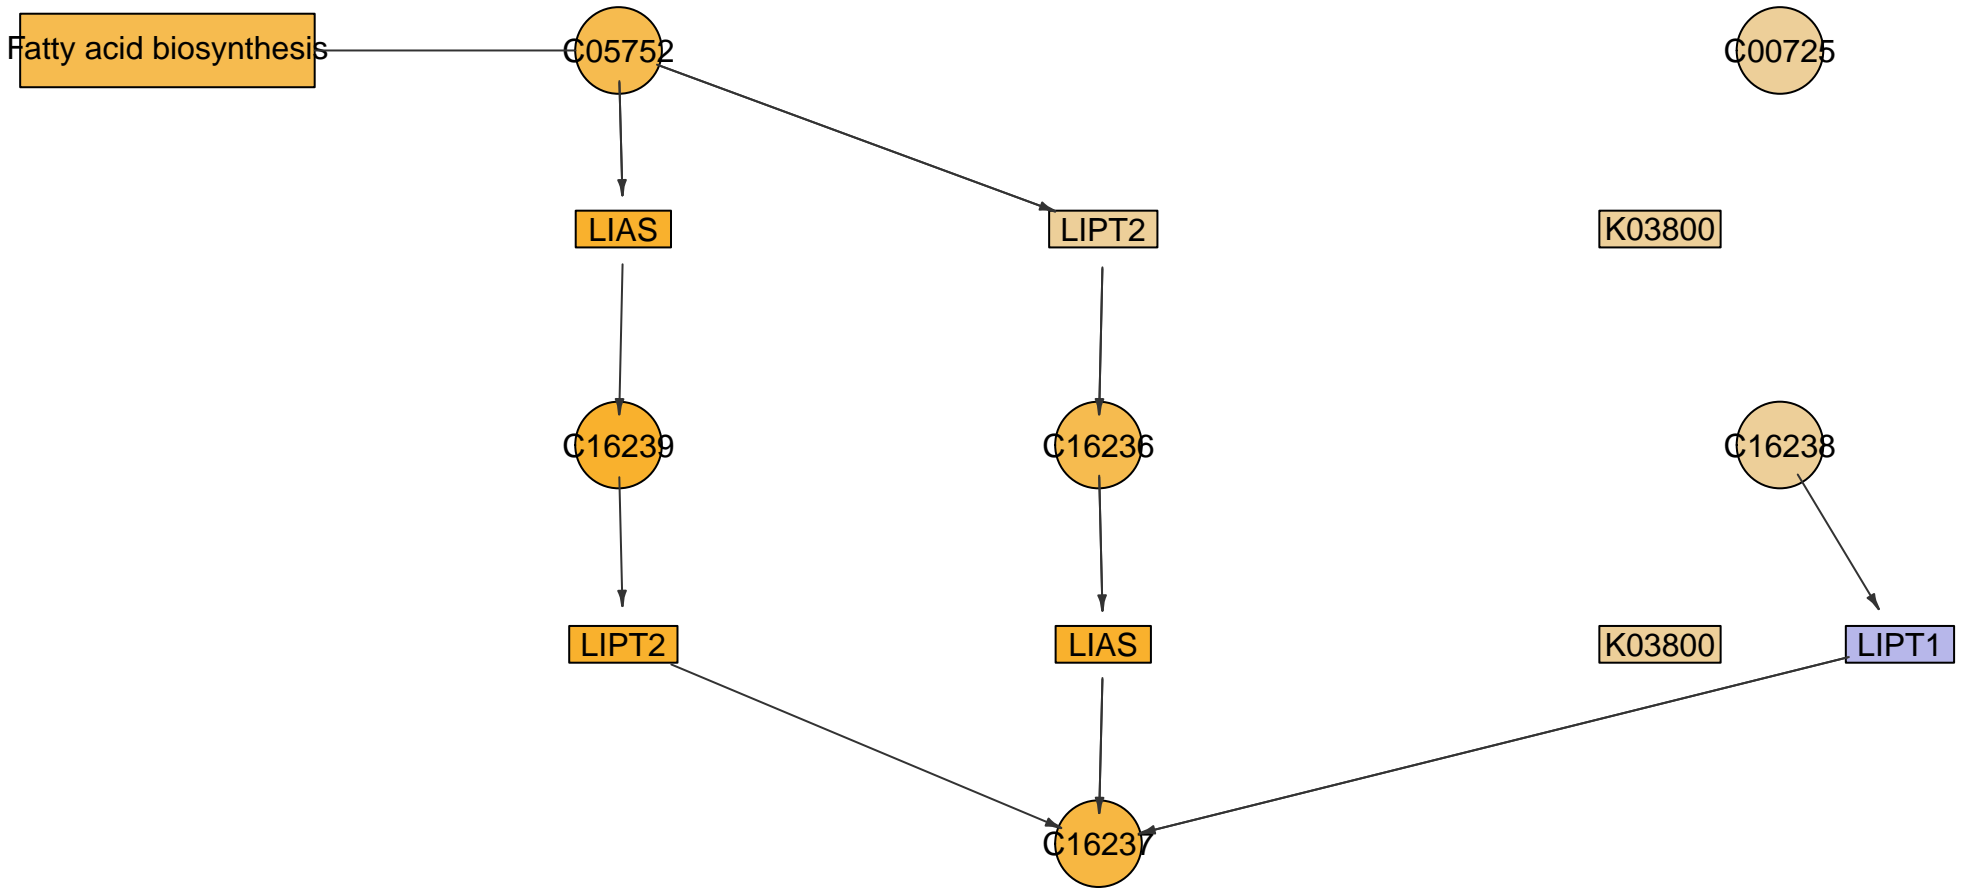 Fatty acid biosynthesis
C05752
C00725
LIAS
LIPT2
K03800
C16239
C16236
C16238
LIPT2
LIAS
K03800
LIPT1
C16237